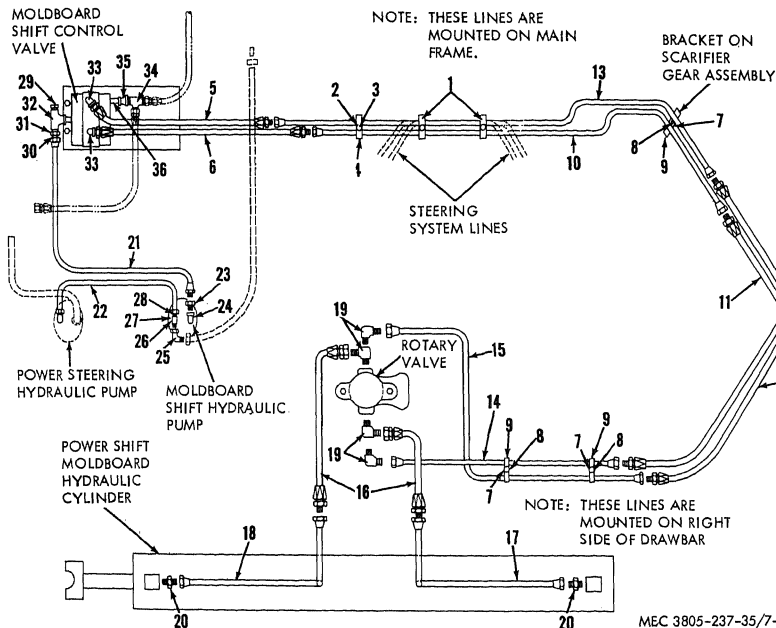 MOLDBOARD
SHIFT CONTROL
VALVE
NOTE: THESE LINES ARE
MOUNTED ON MAIN
FRAME.
BRACKET ON
SCARIFIER
GEAR ASSEMBLY
29
32
31
30
33
35
34
33
36
5
6
2
3
4
1
13
10
8
7
9
STEERING
SYSTEM LINES
21
22
23
24
28
27
26
25
11
POWER STEERING
HYDRAULIC PUMP
MOLDBOARD
SHIFT HYDRAULIC
PUMP
19
ROTARY
VALVE
15
14
9
8
7
7
9
8
19
16
POWER SHIFT
MOLDBOARD
HYDRAULIC
CYLINDER
NOTE: THESE LINES ARE
MOUNTED ON RIGHT
SIDE OF DRAWBAR
18
17
20
20
MEC 3805-237-35/7-